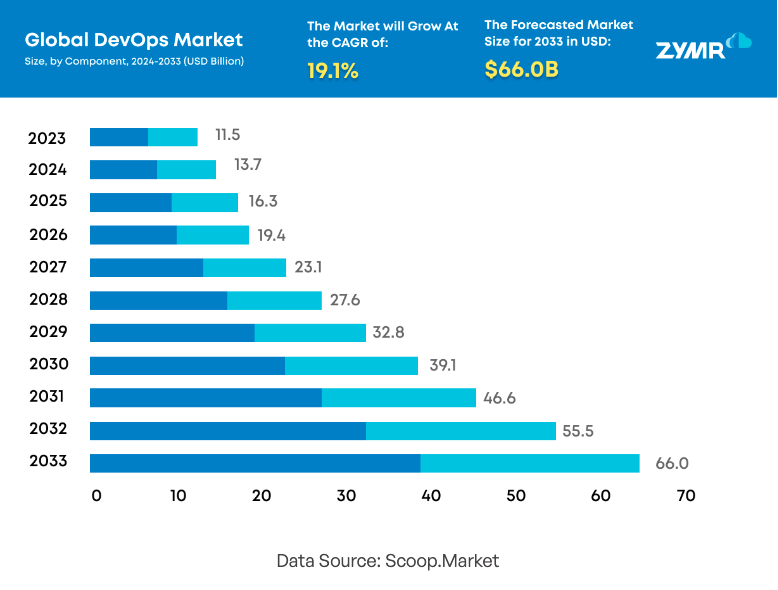 Global DevOps Market
Size, by Component, 2024-2033 (USD Billion)
The Market will Grow At
the CAGR of:
19.1%
The Forecasted Market
Size for 2033 in USD:
$66.0B
ZYMR
2023 11.5
2024 13.7
2025 16.3
2026 19.4
2027 23.1
2028 27.6
2029 32.8
2030 39.1
2031 46.6
2032 55.5
2033 66.0
0 10 20 30 40 50 60 70
Data Source: Scoop.Market